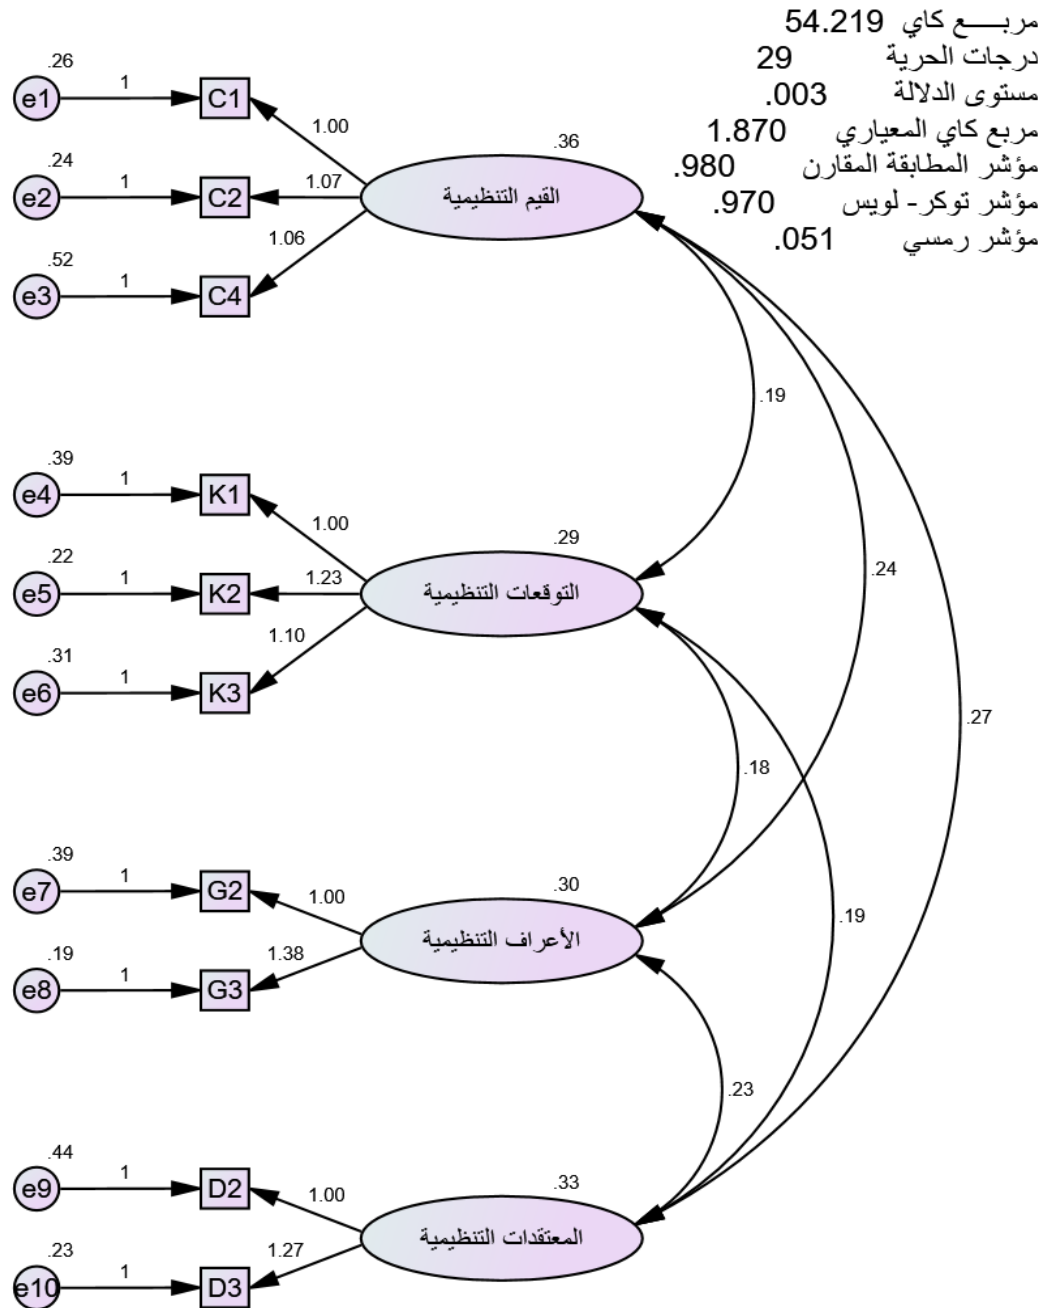 مربـــــع كاي 54.219
درجات الحرية 29
مستوى الدلالة .003
مربع كاي المعياري 1.870
مؤشر المطابقة المقارن .980
مؤشر توكر- لويس .970
مؤشر رمسي .051
.26
e1 1 C1
1.00
.36
القيم التنظيمية
.24
e2 1 C2
1.07
.52
e3 1 C4
1.06
.19
.39
e4 1 K1
1.00
.29
التوقعات التنظيمية
.22
e5 1 K2
1.23
.31
e6 1 K3
1.10
.24
.27
.18
.39
e7 1 G2
1.00
.30
الأعراف التنظيمية
.19
e8 1 G3
1.38
.19
.23
.44
e9 1 D2
1.00
.33
المعتقدات التنظيمية
.23
e10 1 D3
1.27